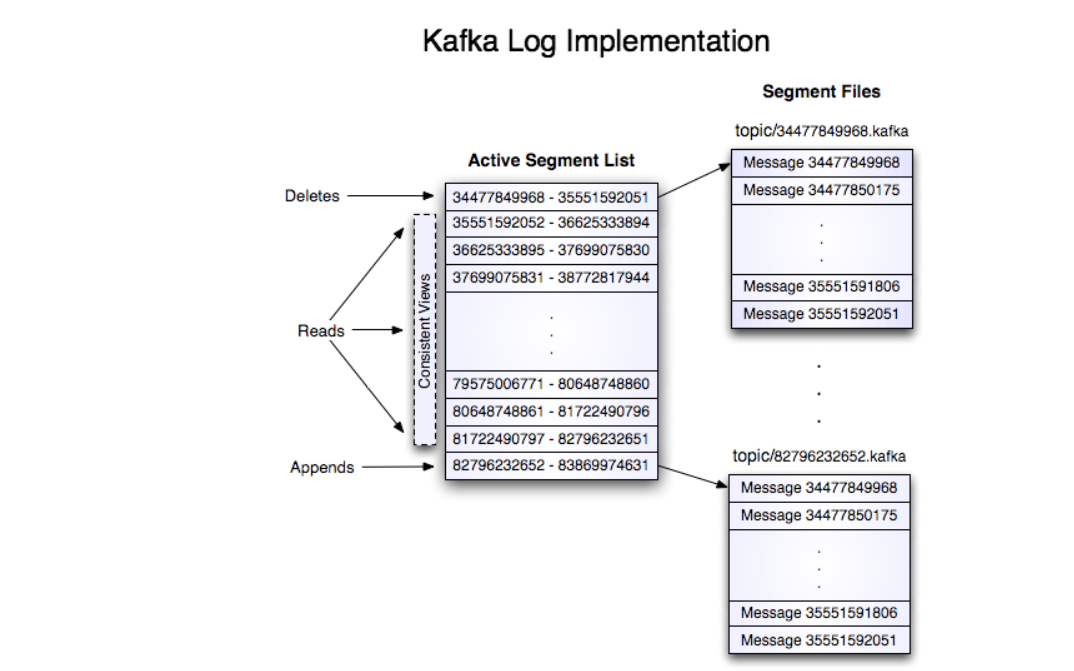 Kafka Log Implementation
Segment Files
topic/34477849968.kafka
Message 34477849968
Message 34477850175
.
.
.
Message 35551591806
Message 35551592051
.
.
.
topic/82796232652.kafka
Message 34477849968
Message 34477850175
.
.
.
Message 35551591806
Message 35551592051
Active Segment List
34477849968 - 35551592051
35551592052 - 36625333894
36625333895 - 37699075830
37699075831 - 38772817944
.
.
.
79575006771 - 80648748860
80648748861 - 81722490796
81722490797 - 82796232651
82796232652 - 83869974631
Deletes
Reads
Appends
Consistent Views